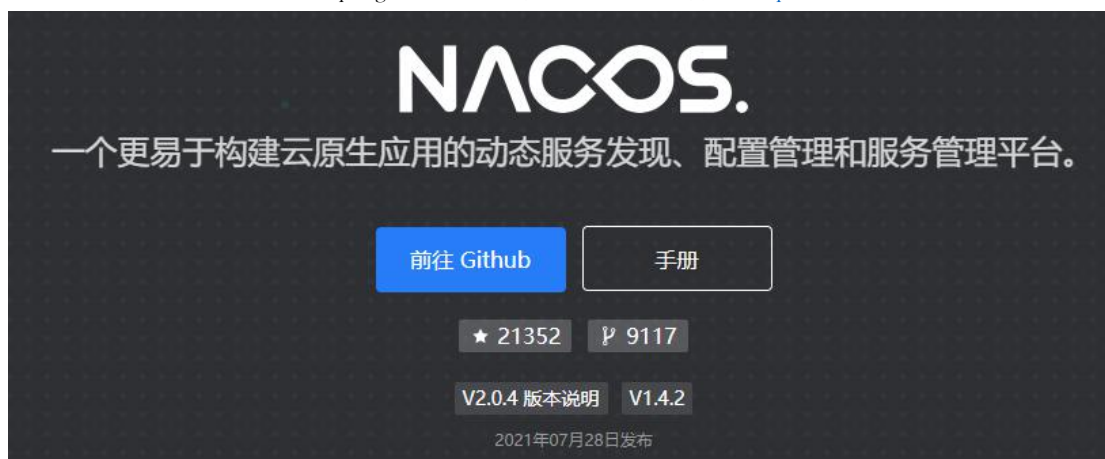 NACOS.
一个更易于构建云原生应用的动态服务发现、配置管理和服务管理平台。
前往 Github 手册
21352 9117
V2.0.4 版本说明 V1.4.2
2021年07月28日发布